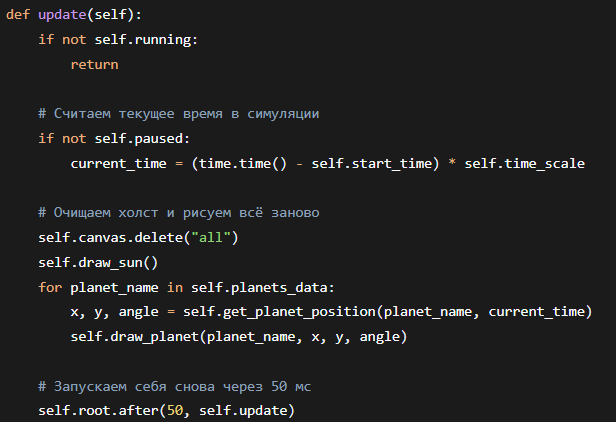 def update(self):
    if not self.running:
        return
    # Считаем текущее время в симуляции
    if not self.paused:
        current_time = (time.time() - self.start_time) * self.time_scale
    # Очищаем холст и рисуем всё заново
    self.canvas.delete("all")
    self.draw_sun()
    for planet_name in self.planets_data:
        x, y, angle = self.get_planet_position(planet_name, current_time)
        self.draw_planet(planet_name, x, y, angle)
    # Запускаем себя снова через 50 мс
    self.root.after(50, self.update)